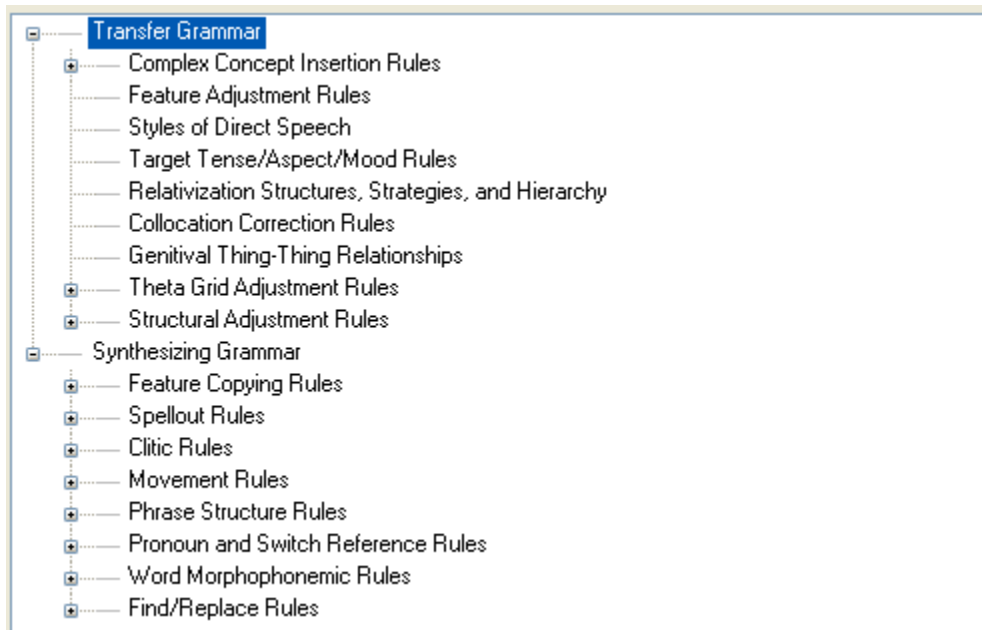 Transfer Grammar
Complex Concept Insertion Rules
Feature Adjustment Rules
Styles of Direct Speech
Target Tense/Aspect/Mood Rules
Relativization Structures, Strategies, and Hierarchy
Collocation Correction Rules
Genitival Thing-Thing Relationships
Theta Grid Adjustment Rules
Structural Adjustment Rules
Synthesizing Grammar
Feature Copying Rules
Spellout Rules
Clitic Rules
Movement Rules
Phrase Structure Rules
Pronoun and Switch Reference Rules
Word Morphophonemic Rules
Find/Replace Rules